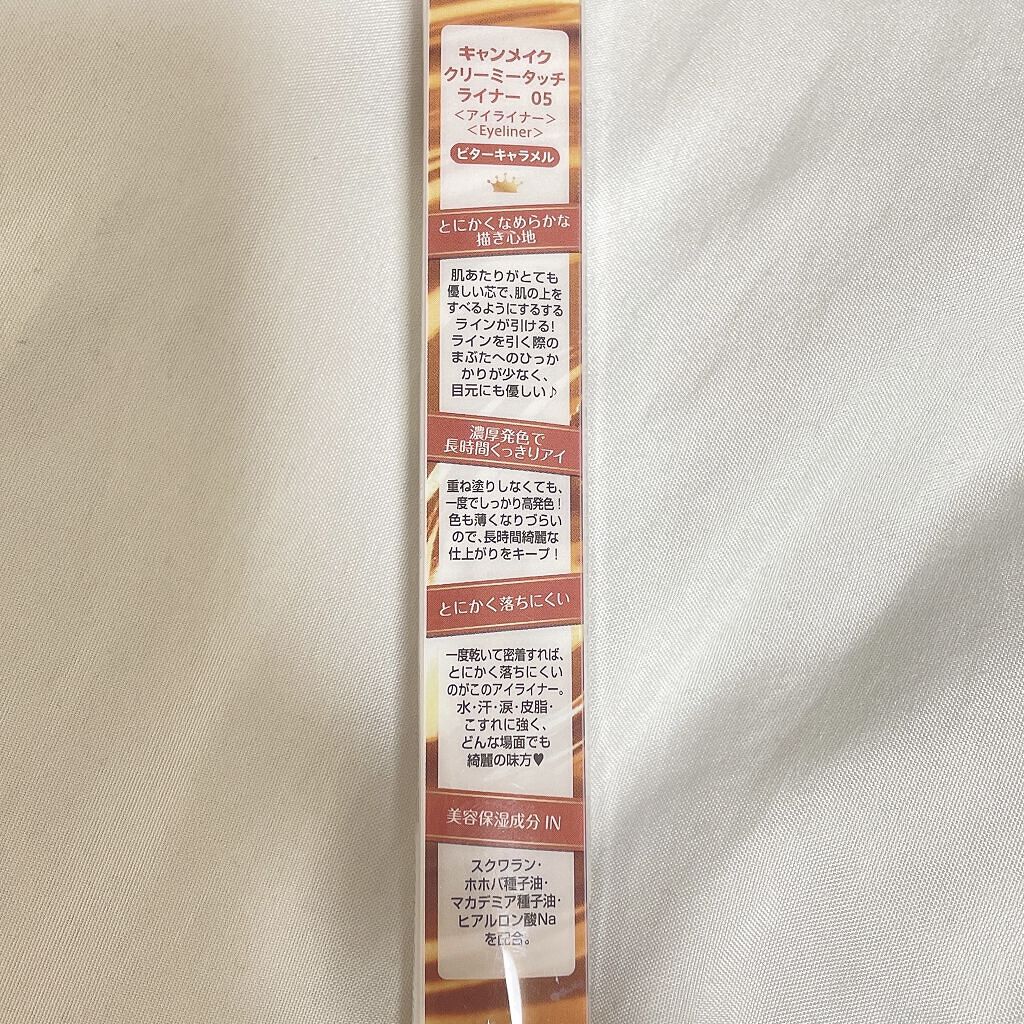 キャンメイク
クリーミータッチ
ライナー 05
＜アイライナー＞
＜Eyeliner＞
ビターキャラメル
とにかくなめらかな
描き心地
肌あたりがとても
優しい芯で、肌の上を
すべるようにするする
ラインが引ける！
ラインを引く際の
まぶたへのひっか
かりが少なく、
目元にも優しい♪
濃厚発色で
長時間くっきりアイ
重ね塗りしなくても、
一度でしっかり高発色！
色も薄くなりづらい
ので、長時間綺麗な
仕上がりをキープ！
とにかく落ちにくい
一度乾いて密着すれば、
とにかく落ちにくい
のがこのアイライナー。
水・汗・涙・皮脂・
こすれに強く、
どんな場面でも
綺麗の味方♥
美容保湿成分 IN
スクワラン・
ホホバ種子油・
マカデミア種子油・
ヒアルロン酸Na
を配合。